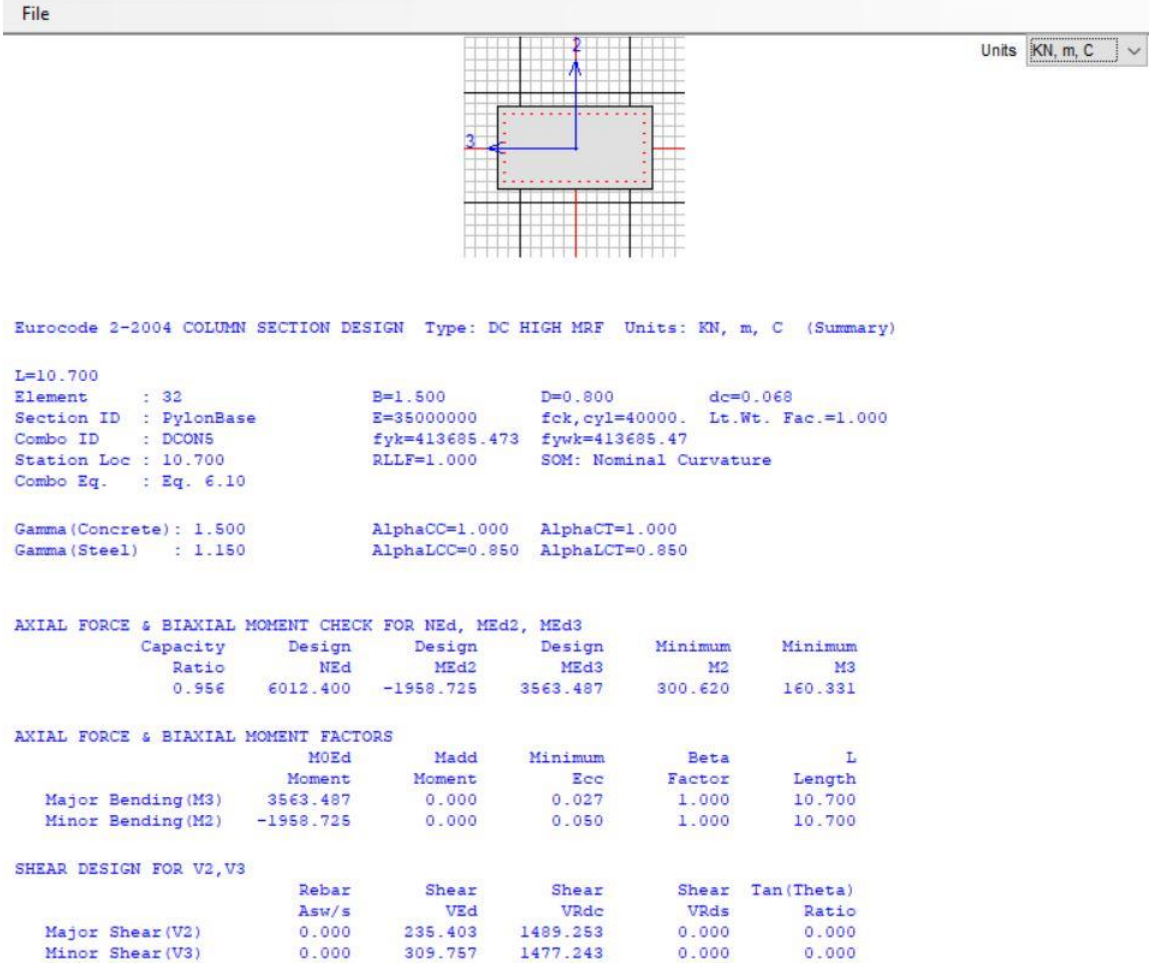 File
Units KN, m, C
2
3
Eurocode 2-2004 COLUMN SECTION DESIGN Type: DC HIGH MRF Units: KN, m, C (Summary)
L=10.700
Element : 32 B=1.500 D=0.800 dc=0.068
Section ID : PylonBase E=35000000 fck,cyl=40000. Lt.Wt. Fac.=1.000
Combo ID : DCON5 fyk=413685.473 fywk=413685.47
Station Loc : 10.700 RLLF=1.000 SOM: Nominal Curvature
Combo Eq. : Eq. 6.10
Gamma(Concrete): 1.500 AlphaCC=1.000 AlphaCT=1.000
Gamma(Steel) : 1.150 AlphaLCC=0.850 AlphaLCT=0.850
AXIAL FORCE & BIAXIAL MOMENT CHECK FOR NEd, MEd2, MEd3
Capacity Design Design Design Minimum Minimum
Ratio NEd MEd2 MEd3 M2 M3
0.956 6012.400 -1958.725 3563.487 300.620 160.331
AXIAL FORCE & BIAXIAL MOMENT FACTORS
M0Ed Madd Minimum Beta L
Moment Moment Ecc Factor Length
Major Bending(M3) 3563.487 0.000 0.027 1.000 10.700
Minor Bending(M2) -1958.725 0.000 0.050 1.000 10.700
SHEAR DESIGN FOR V2,V3
Rebar Shear Shear Shear Tan(Theta)
Asw/s VEd VRdc VRds Ratio
Major Shear(V2) 0.000 235.403 1489.253 0.000 0.000
Minor Shear(V3) 0.000 309.757 1477.243 0.000 0.000